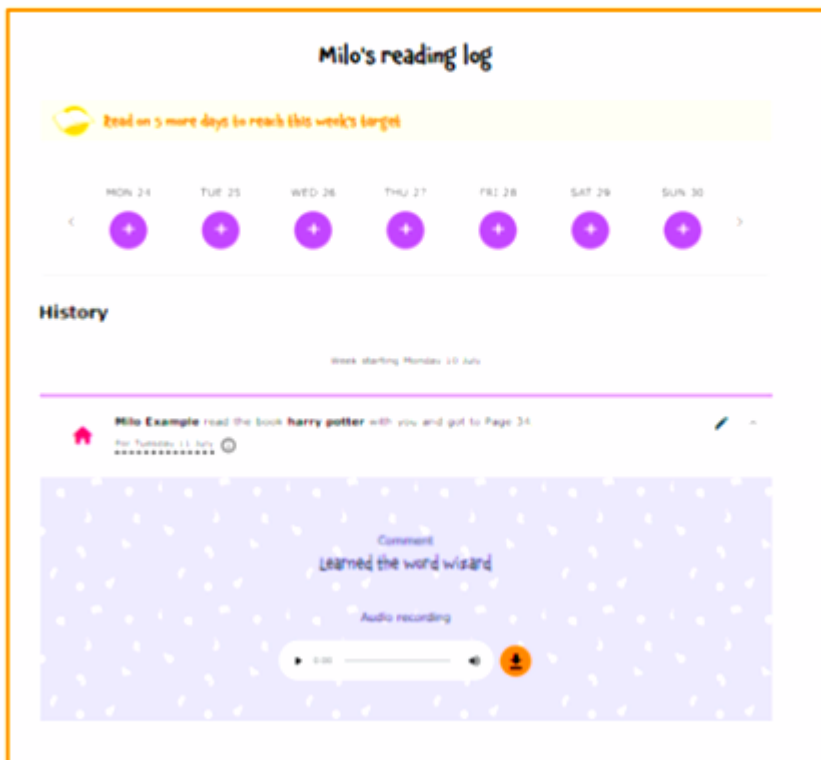 Milo's reading log
Read on 5 more days to reach this week's target
MON 24 TUE 25 WED 26 THU 27 FRI 28 SAT 29 SUN 30
History
Week starting Monday 10 July
Milo Example read the book harry potter with you and got to Page 34
For Tuesday 11 July
Comment
Learned the word wizard
Audio recording
0:00